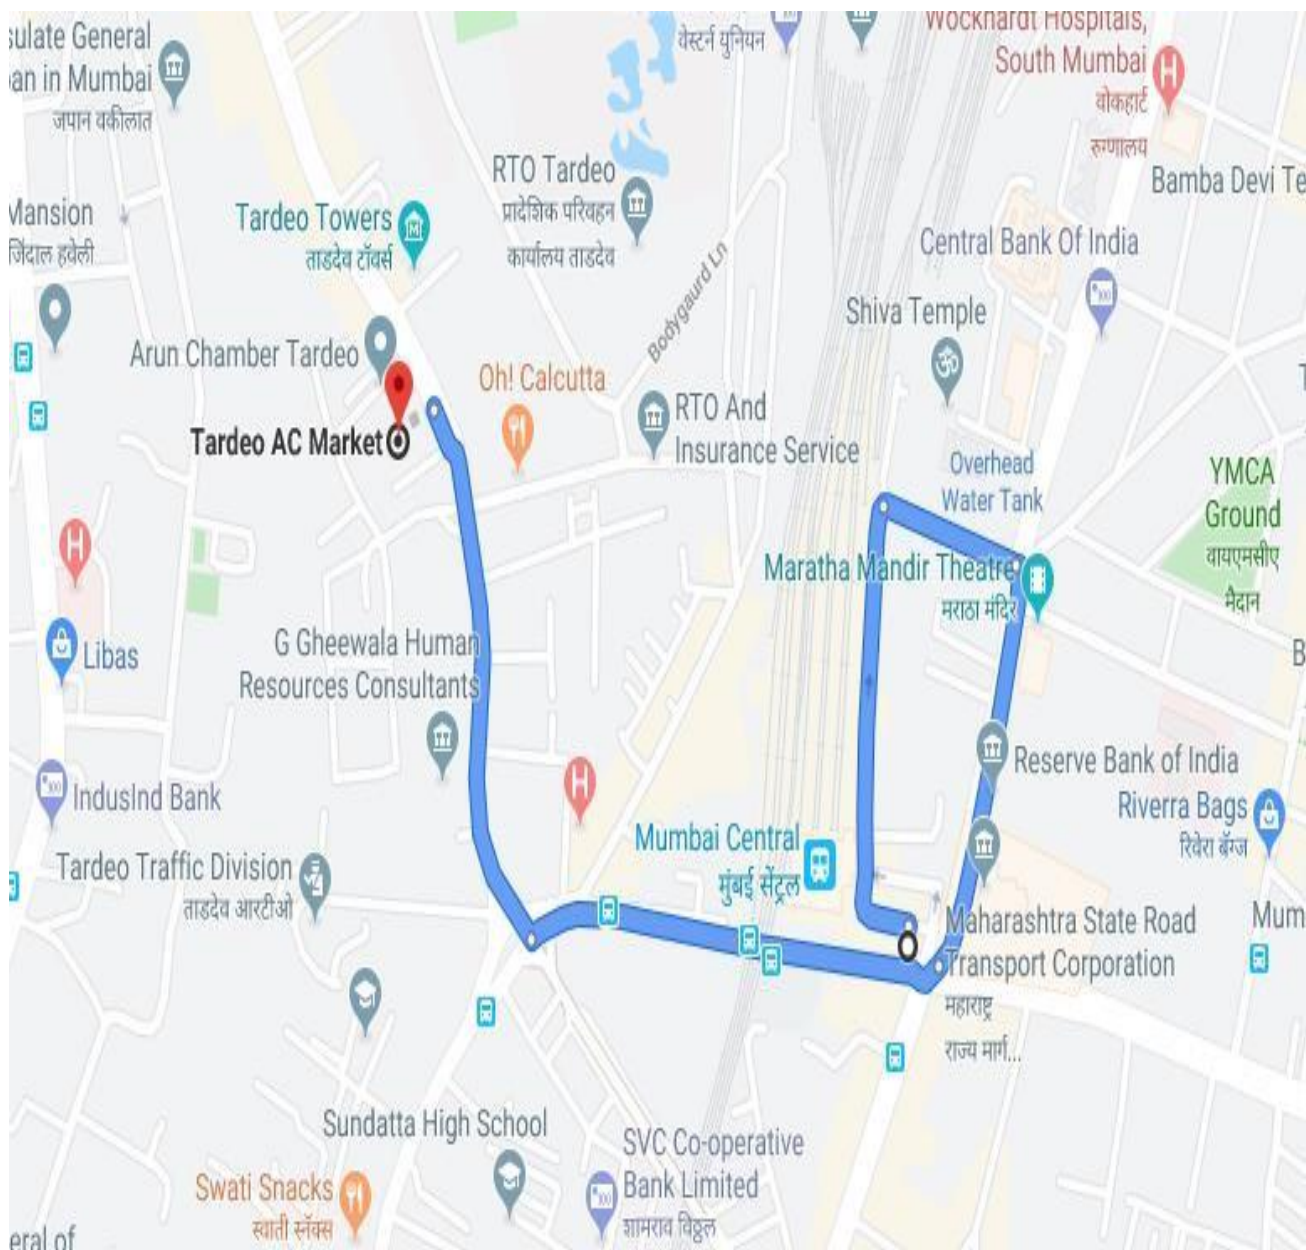 sulate General
an in Mumbai
जपान वकीलात
वेस्टर्न युनियन
Wockhardt Hospitals,
South Mumbai
वोकहार्ट
रुग्णालय
RTO Tardeo
प्रादेशिक परिवहन
कार्यालय ताडदेव
Bamba Devi Te
Mansion
जिंदाल हवेली
Tardeo Towers
ताडदेव टॉवर्स
Central Bank Of India
Bodygaurd Ln
Shiva Temple
Arun Chamber Tardeo
Oh! Calcutta
Tardeo AC Market
RTO And
Insurance Service
Overhead
Water Tank
YMCA
Ground
वायएमसीए
मैदान
Maratha Mandir Theatre
मराठा मंदिर
G Gheewala Human
Resources Consultants
Libas
Reserve Bank of India
IndusInd Bank
Riverra Bags
रिवेरा बॅग्ज
Mumbai Central
मुंबई सेंट्रल
Tardeo Traffic Division
ताडदेव आरटीओ
Maharashtra State Road
Transport Corporation
महाराष्ट्र
राज्य मार्ग...
Mum
Sundatta High School
SVC Co-operative
Bank Limited
शामराव विठ्ठल
Swati Snacks
स्वाती स्नॅक्स
eral of